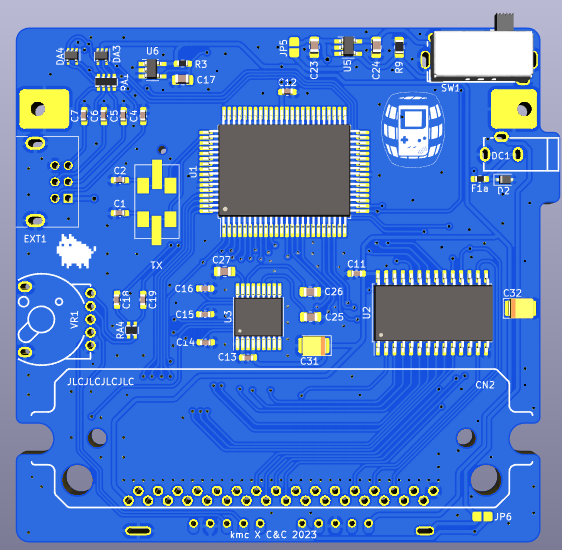 DA4
DA3
U6
R3
C17
RA1
JP5
C23
U5
C24
R9
SW1
C12
C7
C6
C5
C4
U1
DC1
F1a
D2
C2
C1
EXT1
TX
C27
C11
C16
C26
C18
C19
C15
C25
U3
U2
C32
VR1
RA4
C14
C13
C31
JLCJLCJLCJLC
CN2
JP6
kmc X C&C 2023